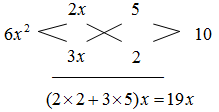 2x 5
6x² 10
3x 2
(2×2+3×5)x=19x